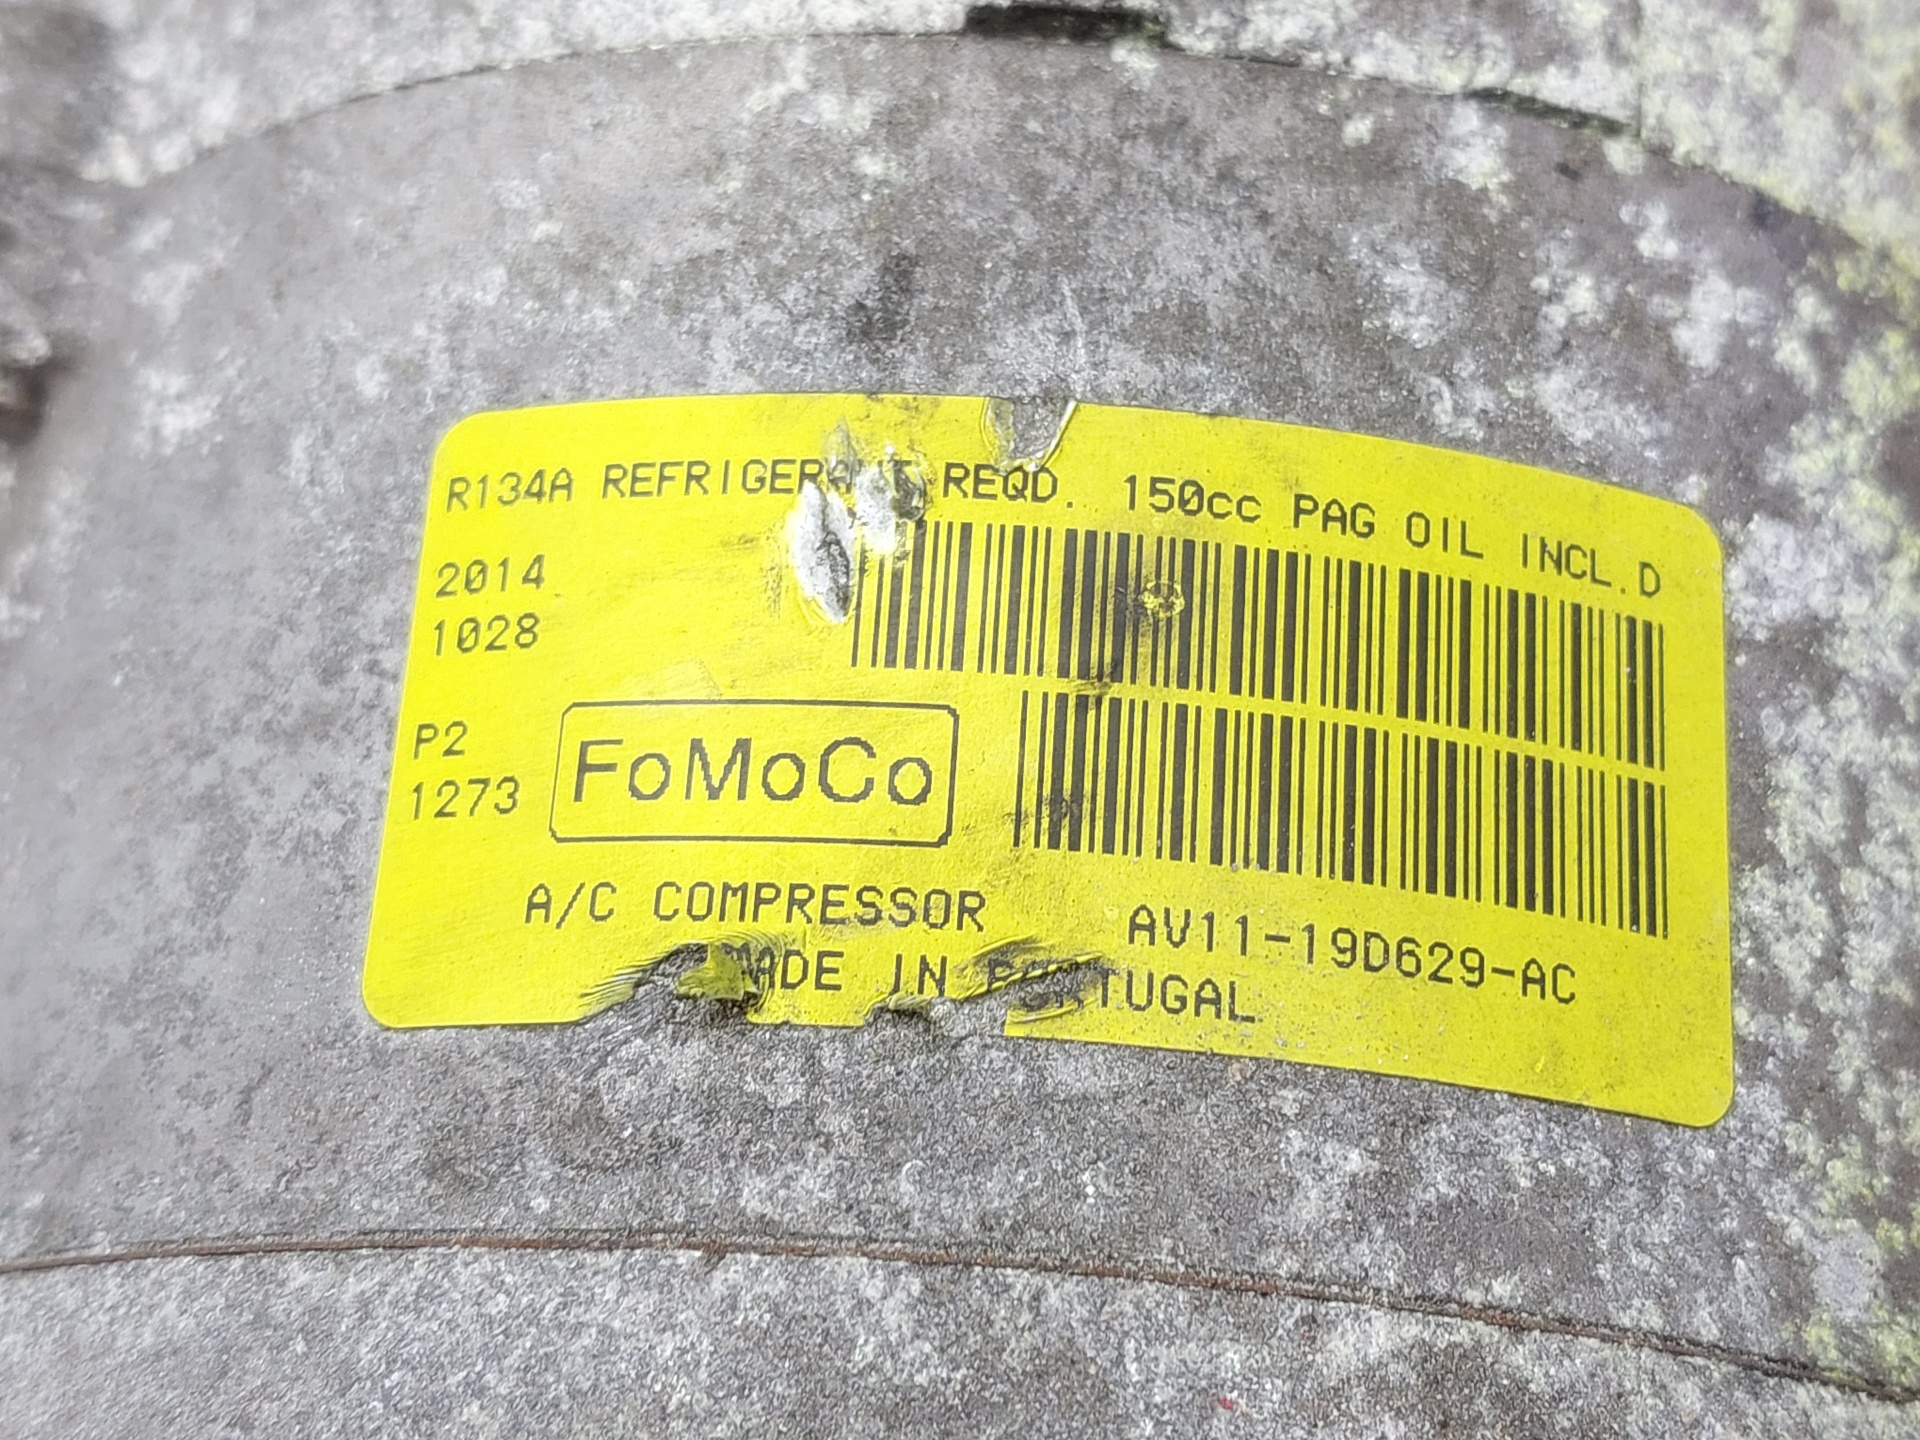 R134A REFRIGERANT REQD. 150cc PAG OIL INCL.D
2014
1028
P2
1273
FoMoCo
A/C COMPRESSOR AV11-19D629-AC
MADE IN PORTUGAL